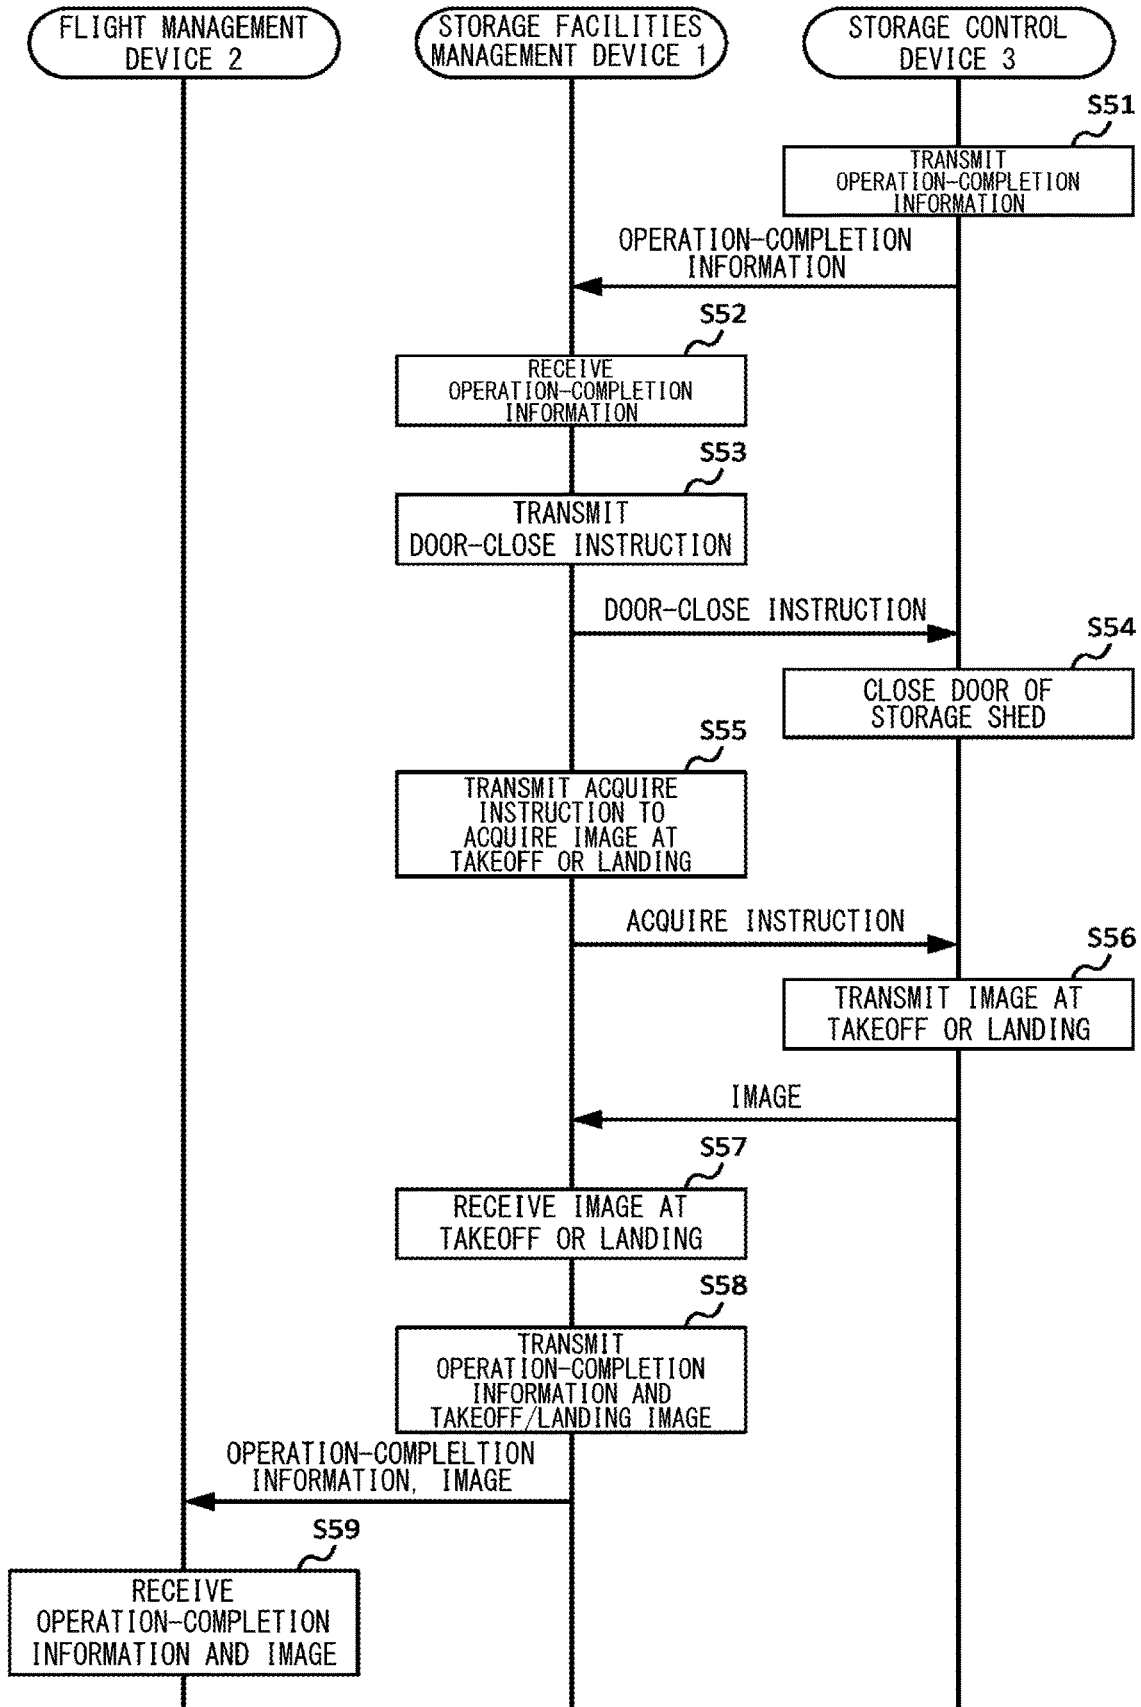 FLIGHT MANAGEMENT
DEVICE 2
STORAGE FACILITIES
MANAGEMENT DEVICE 1
STORAGE CONTROL
DEVICE 3
S51
TRANSMIT
OPERATION-COMPLETION
INFORMATION
OPERATION-COMPLETION
INFORMATION
S52
RECEIVE
OPERATION-COMPLETION
INFORMATION
S53
TRANSMIT
DOOR-CLOSE INSTRUCTION
DOOR-CLOSE INSTRUCTION
S54
CLOSE DOOR OF
STORAGE SHED
S55
TRANSMIT ACQUIRE
INSTRUCTION TO
ACQUIRE IMAGE AT
TAKEOFF OR LANDING
ACQUIRE INSTRUCTION
S56
TRANSMIT IMAGE AT
TAKEOFF OR LANDING
IMAGE
S57
RECEIVE IMAGE AT
TAKEOFF OR LANDING
S58
TRANSMIT
OPERATION-COMPLETION
INFORMATION AND
TAKEOFF/LANDING IMAGE
OPERATION-COMPLELTION
INFORMATION, IMAGE
S59
RECEIVE
OPERATION-COMPLETION
INFORMATION AND IMAGE